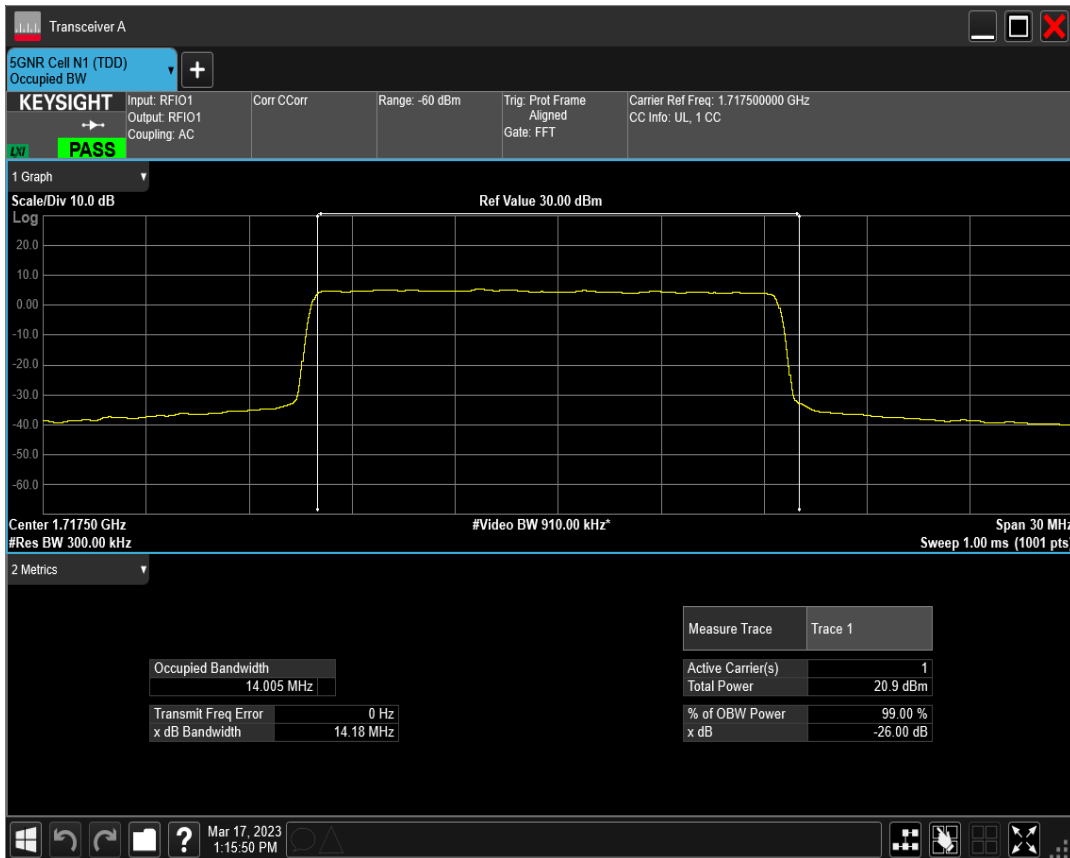 Transceiver A
5GNR Cell N1 (TDD)
Occupied BW
+
KEYSIGHT
LXI
PASS
Input: RFIO1
Output: RFIO1
Coupling: AC
Corr CCorr
Range: -60 dBm
Trig: Prot Frame
Aligned
Gate: FFT
Carrier Ref Freq: 1.717500000 GHz
CC Info: UL, 1 CC
1 Graph
Scale/Div 10.0 dB
Ref Value 30.00 dBm
Log
20.0
10.0
0.00
-10.0
-20.0
-30.0
-40.0
-50.0
-60.0
Center 1.71750 GHz
#Video BW 910.00 kHz*
Span 30 MHz
#Res BW 300.00 kHz
Sweep 1.00 ms (1001 pts)
2 Metrics
Measure Trace Trace 1
Occupied Bandwidth
14.005 MHz
Active Carrier(s) 1
Total Power 20.9 dBm
Transmit Freq Error 0 Hz
x dB Bandwidth 14.18 MHz
% of OBW Power 99.00 %
x dB -26.00 dB
?
Mar 17, 2023
1:15:50 PM